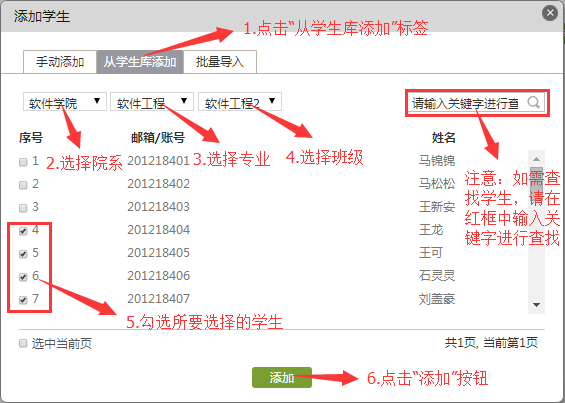 添加学生
1.点击“从学生库添加”标签
手动添加 从学生库添加 批量导入
软件学院 软件工程 软件工程2 请输入关键字进行查
2.选择院系 3.选择专业 4.选择班级
序号 邮箱/账号 姓名
1 201218401 马锦锦
2 201218402 马松松
3 201218403 王新安
4 201218404 王龙
5 201218405 王可
6 201218406 石灵灵
7 201218407 刘盖豪
注意：如需查
找学生，请在
红框中输入关
键字进行查找
5.勾选所要选择的学生
选中当前页 共1页, 当前第1页
添加 6.点击“添加”按钮